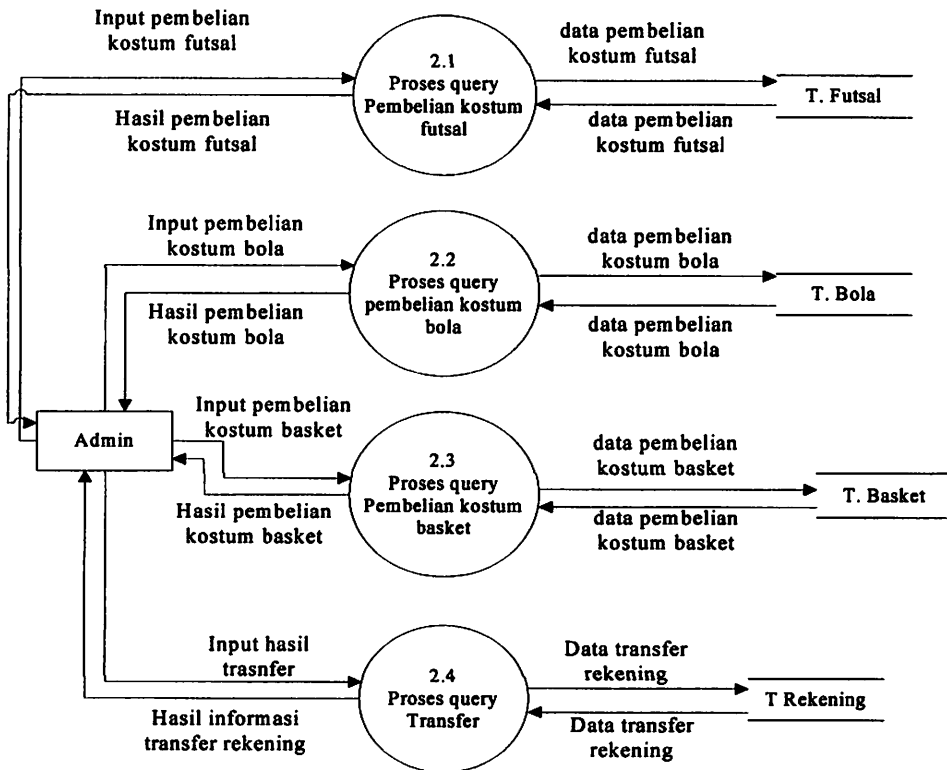 Input pembelian
kostum futsal
2.1
Proses query
Pembelian kostum
futsal
data pembelian
kostum futsal
T. Futsal
Hasil pembelian
kostum futsal
data pembelian
kostum futsal
Input pembelian
kostum bola
2.2
Proses query
pembelian kostum
bola
data pembelian
kostum bola
T. Bola
Hasil pembelian
kostum bola
data pembelian
kostum bola
Admin
Input pembelian
kostum basket
2.3
Proses query
Pembelian kostum
basket
data pembelian
kostum basket
T. Basket
Hasil pembelian
kostum basket
data pembelian
kostum basket
Input hasil
trasnfer
2.4
Proses query
Transfer
Data transfer
rekening
T Rekening
Hasil informasi
transfer rekening
Data transfer
rekening